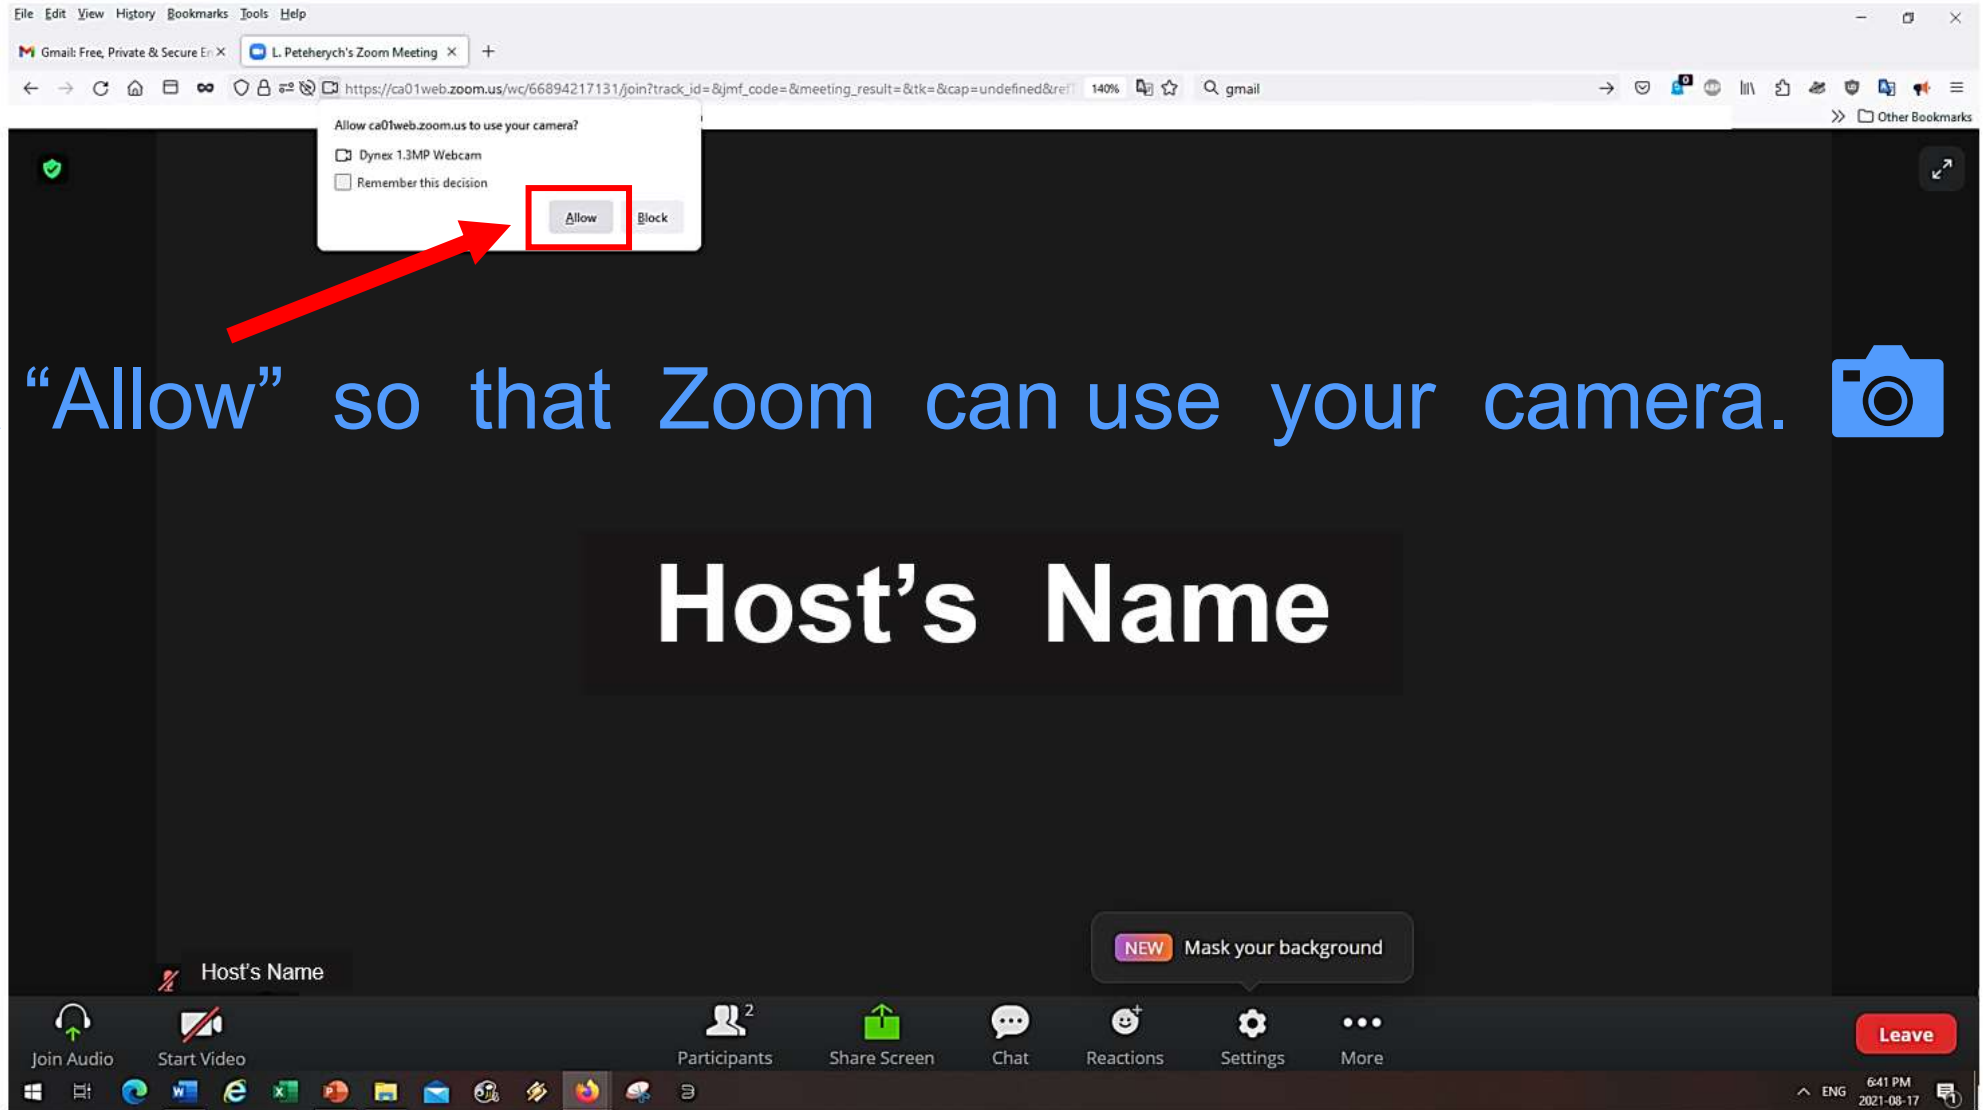 File Edit View History Bookmarks Tools Help
Gmail: Free, Private & Secure En
L. Peteherych's Zoom Meeting
https://ca01web.zoom.us/wc/66894217131/join?track_id=&jmf_code=&meeting_result=&tk=&cap=undefined&ref
140%
gmail
0
Other Bookmarks
Allow ca01web.zoom.us to use your camera?
Dynex 1.3MP Webcam
Remember this decision
Allow Block
“Allow” so that Zoom can use your camera.
Host’s Name
NEW Mask your background
Host's Name
2
Join Audio Start Video Participants Share Screen Chat Reactions Settings More Leave
ENG 6:41 PM
2021-08-17
1